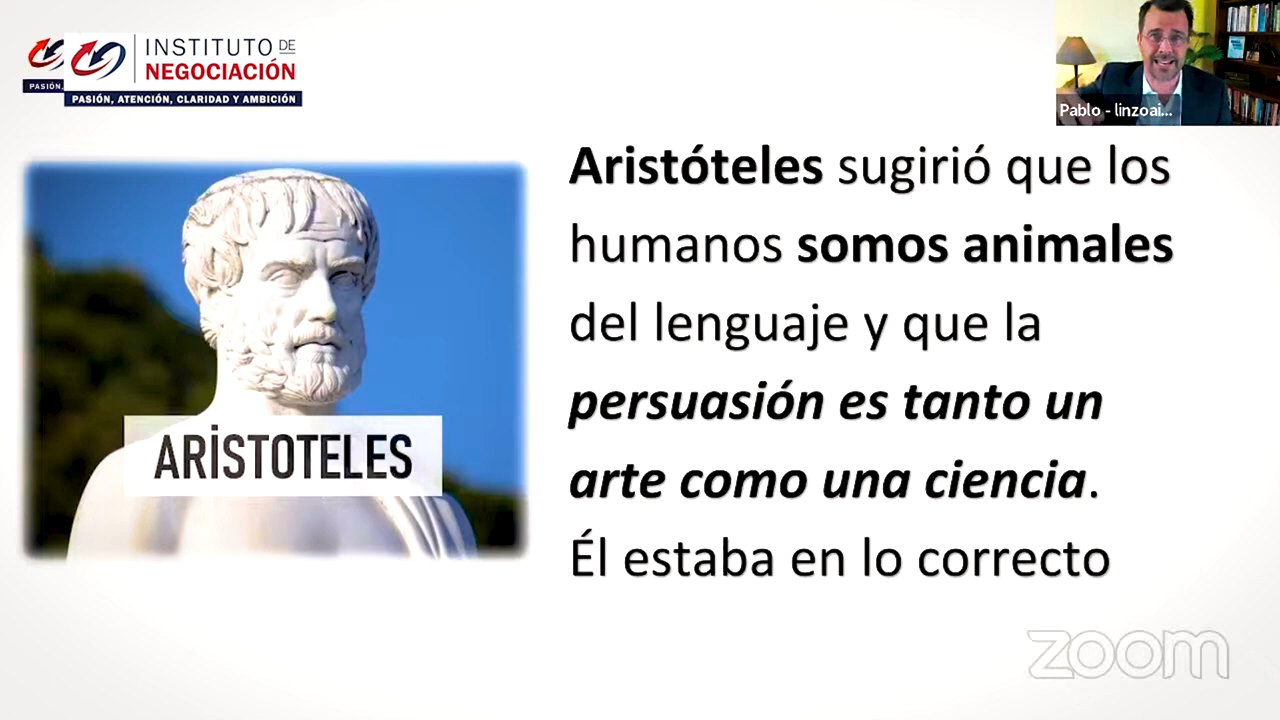 INSTITUTO DE
NEGOCIACIÓN
PASIÓN,
PASIÓN, ATENCIÓN, CLARIDAD Y AMBICIÓN
Pablo - linzoai...
Aristóteles sugirió que los
humanos somos animales
del lenguaje y que la
persuasión es tanto un
arte como una ciencia.
Él estaba en lo correcto
ARİSTOTELES
zoom